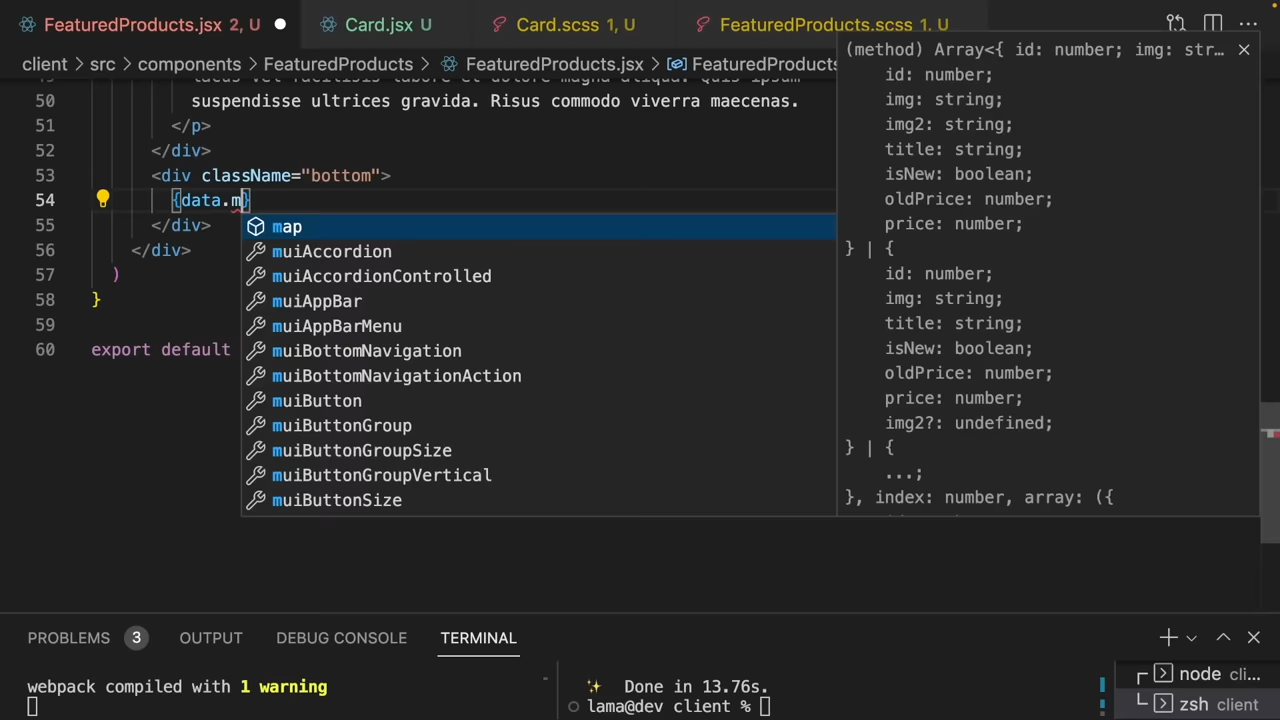 FeaturedProducts.jsx 2, U
Card.jsx U
Card.scss 1, U
FeaturedProducts.scss 1, U
client > src > components > FeaturedProducts > FeaturedProducts.jsx > FeaturedProducts
50 suspendisse ultrices gravida. Risus commodo viverra maecenas.
51 </p>
52 </div>
53 <div className="bottom">
54 {data.m}
55 </div>
56 </div>
57 )
58 }
59
60 export default
map
muiAccordion
muiAccordionControlled
muiAppBar
muiAppBarMenu
muiBottomNavigation
muiBottomNavigationAction
muiButton
muiButtonGroup
muiButtonGroupSize
muiButtonGroupVertical
muiButtonSize
(method) Array<{ id: number; img: str...
id: number;
img: string;
img2: string;
title: string;
isNew: boolean;
oldPrice: number;
price: number;
} | {
id: number;
img: string;
title: string;
isNew: boolean;
oldPrice: number;
price: number;
img2?: undefined;
} | {
...;
}, index: number, array: ({
PROBLEMS 3 OUTPUT DEBUG CONSOLE TERMINAL
webpack compiled with 1 warning
Done in 13.76s.
lama@dev client %
node cli...
zsh client